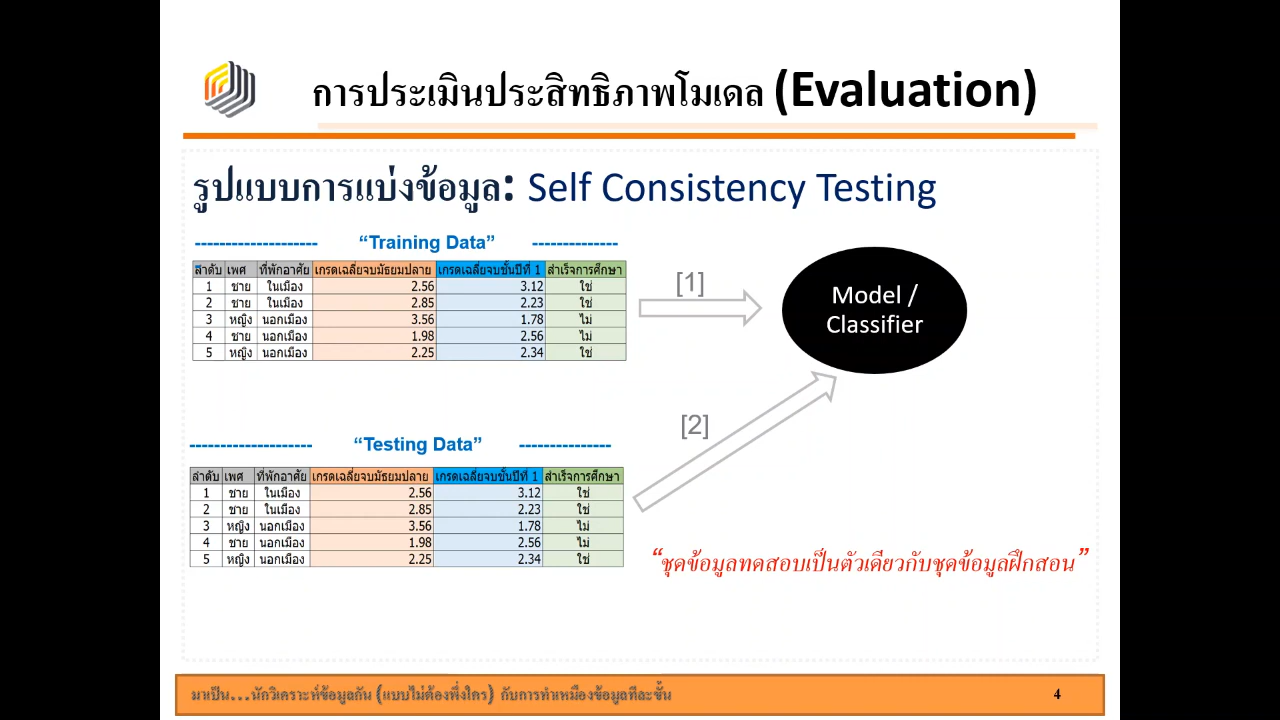 การประเมินประสิทธิภาพโมเดล (Evaluation)
รูปแบบการแบ่งข้อมูล: Self Consistency Testing
-------------------- “Training Data” --------------
ลำดับ เพศ ที่พักอาศัย เกรดเฉลี่ยจบมัธยมปลาย เกรดเฉลี่ยจบชั้นปีที่ 1 สำเร็จการศึกษา
1 ชาย ในเมือง 2.56 3.12 ใช่
2 ชาย ในเมือง 2.85 2.23 ใช่
3 หญิง นอกเมือง 3.56 1.78 ไม่
4 ชาย นอกเมือง 1.98 2.56 ไม่
5 หญิง นอกเมือง 2.25 2.34 ใช่
[1]
Model /
Classifier
[2]
-------------------- “Testing Data” ---------------
ลำดับ เพศ ที่พักอาศัย เกรดเฉลี่ยจบมัธยมปลาย เกรดเฉลี่ยจบชั้นปีที่ 1 สำเร็จการศึกษา
1 ชาย ในเมือง 2.56 3.12 ใช่
2 ชาย ในเมือง 2.85 2.23 ใช่
3 หญิง นอกเมือง 3.56 1.78 ไม่
4 ชาย นอกเมือง 1.98 2.56 ไม่
5 หญิง นอกเมือง 2.25 2.34 ใช่
“ชุดข้อมูลทดสอบเป็นตัวเดียวกับชุดข้อมูลฝึกสอน”
มาเป็น...นักวิเคราะห์ข้อมูลกัน (แบบไม่ต้องพึ่งใคร) กับการทำเหมืองข้อมูลทีละขั้น 4